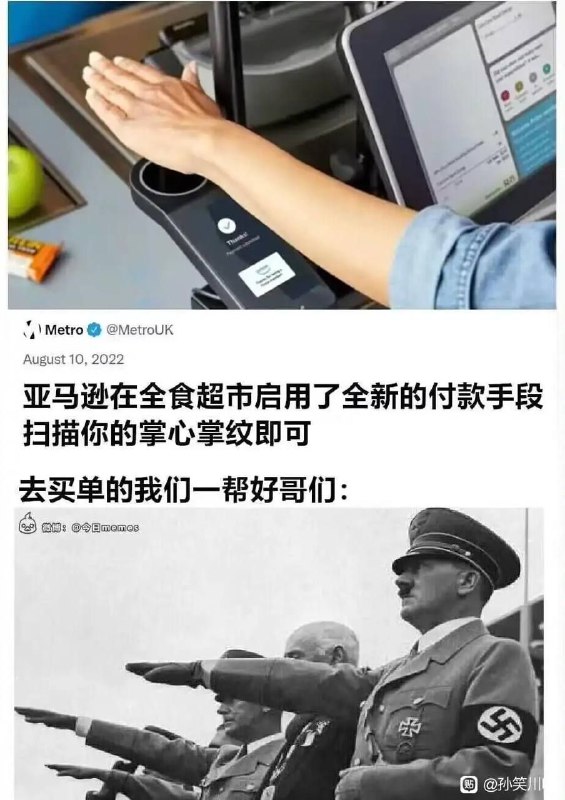 Thanks!
Metro @MetroUK
August 10, 2022
亚马逊在全食超市启用了全新的付款手段
扫描你的掌心掌纹即可
去买单的我们一帮好哥们：
微博：@今日memes
贴 @孙笑川